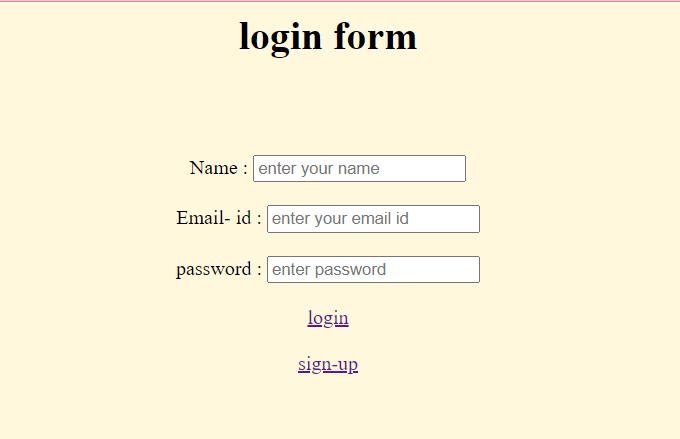 login form
Name : enter your name
Email- id : enter your email id
password : enter password
login
sign-up